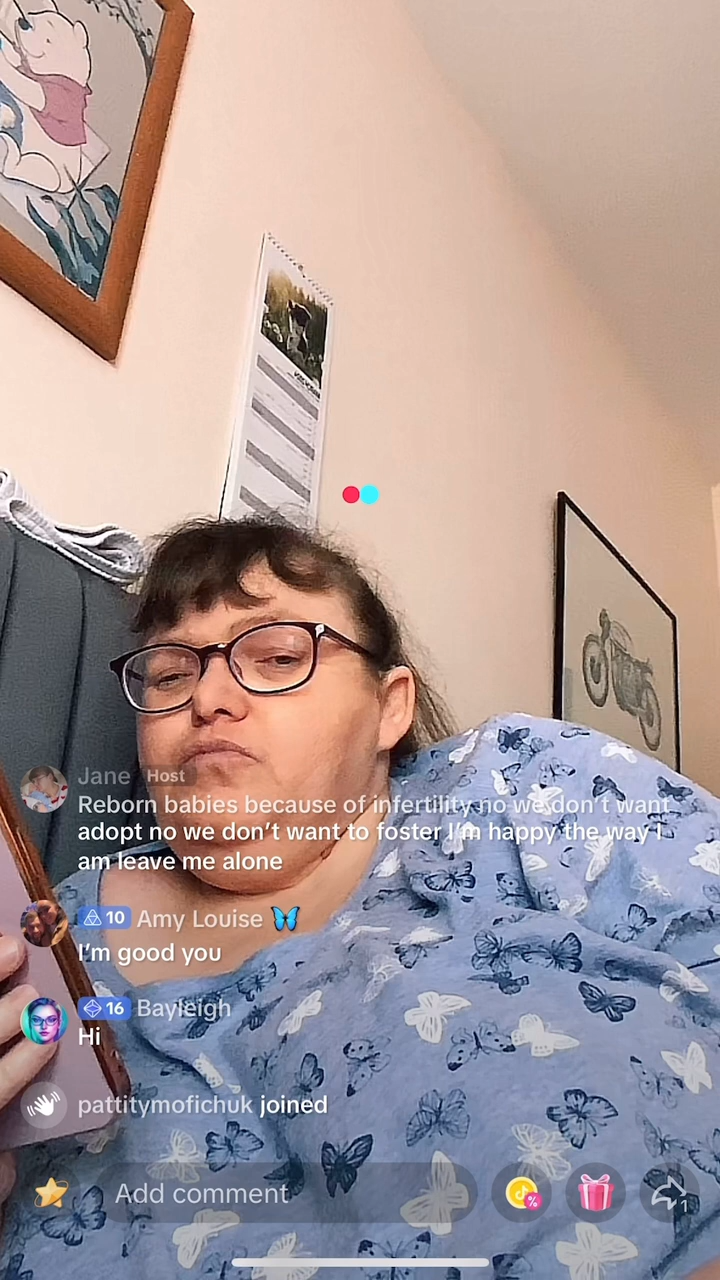 Jane Host
Reborn babies because of infertility no we don't want
adopt no we don't want to foster I'm happy the way I
am leave me alone
10 Amy Louise 🦋
I'm good you
16 Bayleigh
Hi
pattitymofichuk joined
Add comment
1